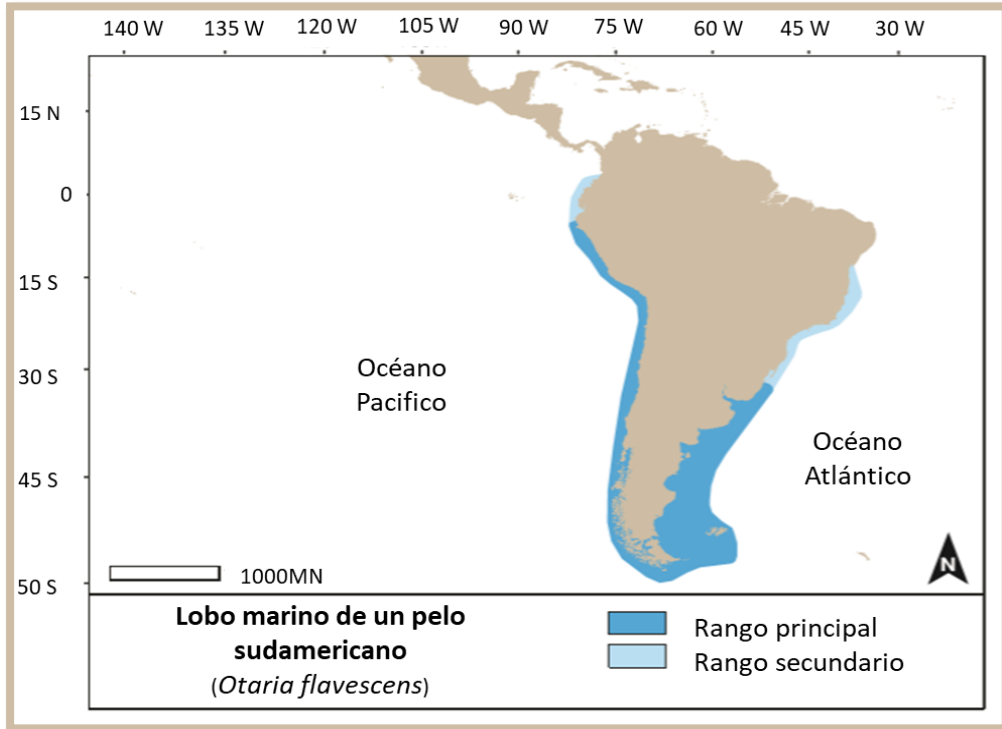 140 W 135 W 120 W 105 W 90 W 75 W 60 W 45 W 30 W
15 N
0
15 S
30 S
45 S
50 S
Océano
Pacifico
Océano
Atlántico
N
1000MN
Lobo marino de un pelo
sudamericano
(Otaria flavescens)
Rango principal
Rango secundario